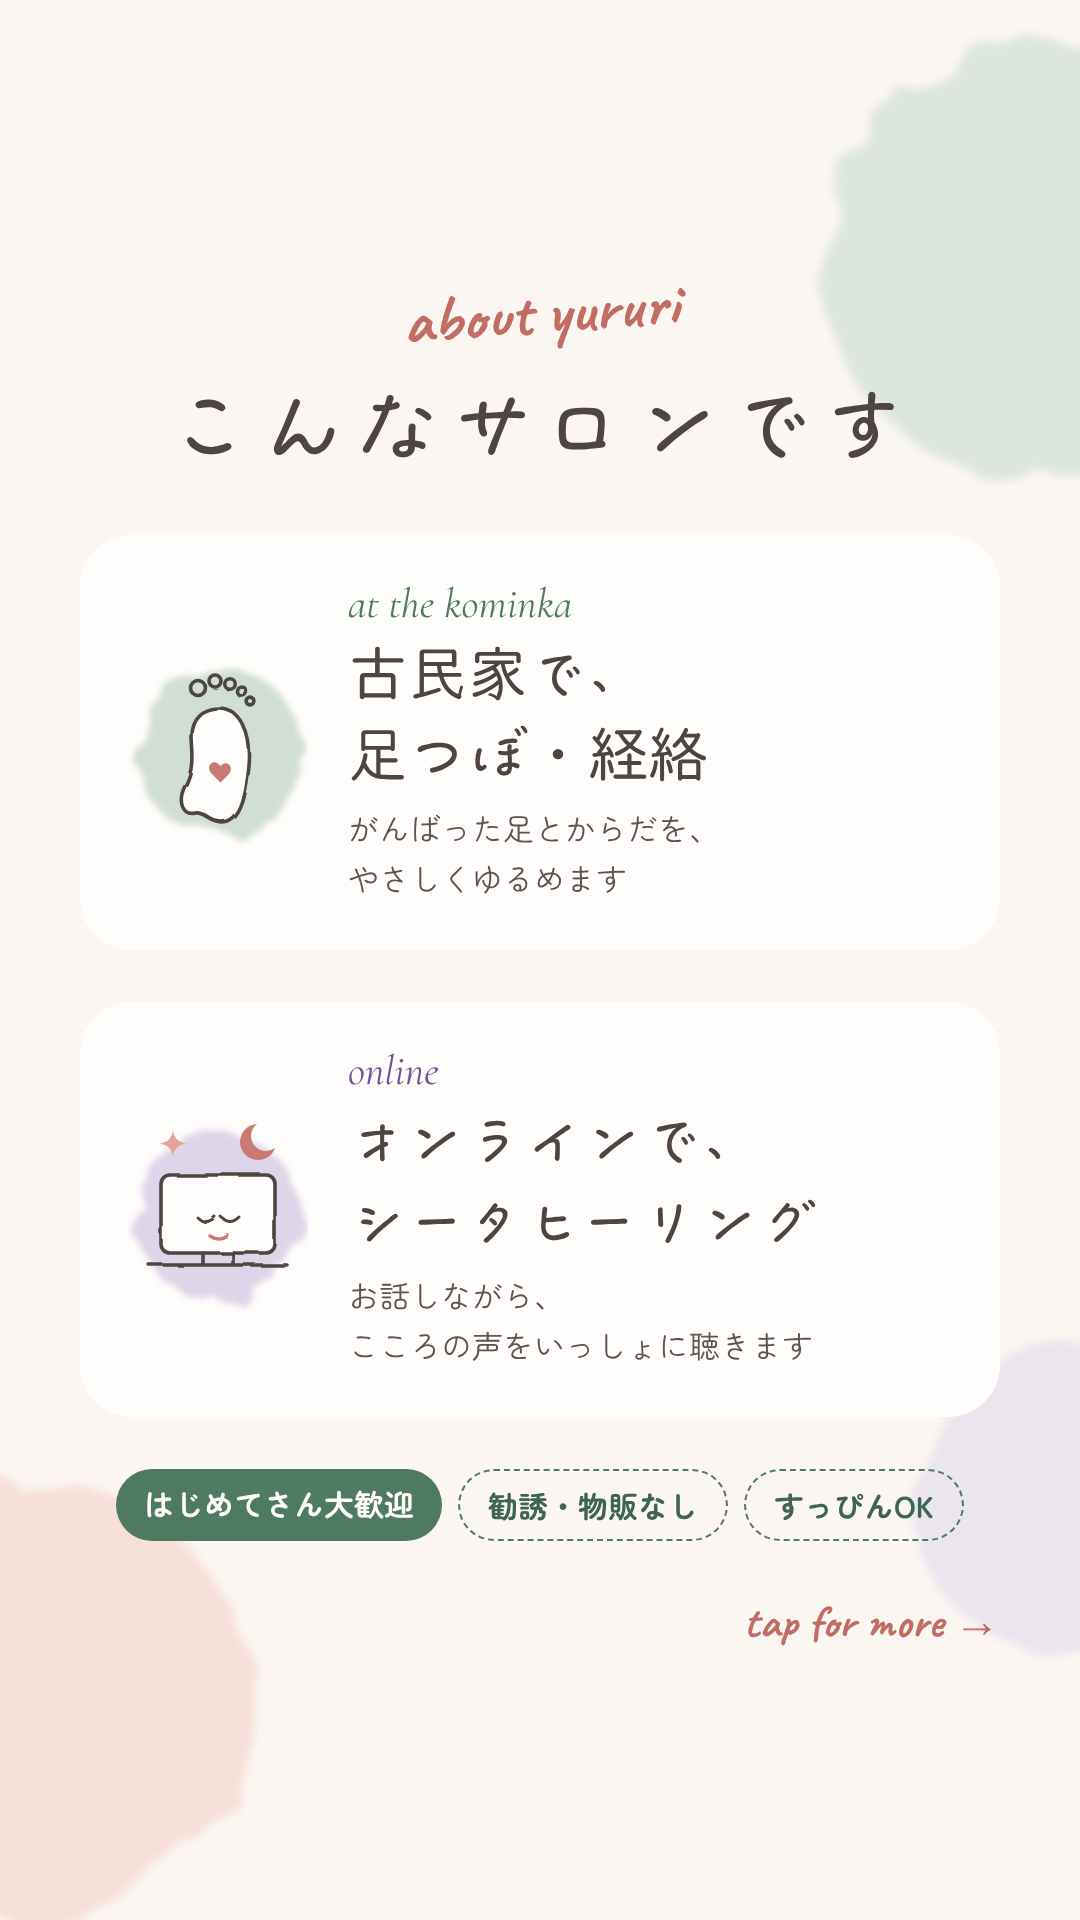 about yururi
こんなサロンです
at the kominka
古民家で、
足つぼ・経絡
がんばった足とからだを、
やさしくゆるめます
online
オンラインで、
シータヒーリング
お話しながら、
こころの声をいっしょに聴きます
はじめてさん大歓迎
勧誘・物販なし
すっぴんOK
tap for more →